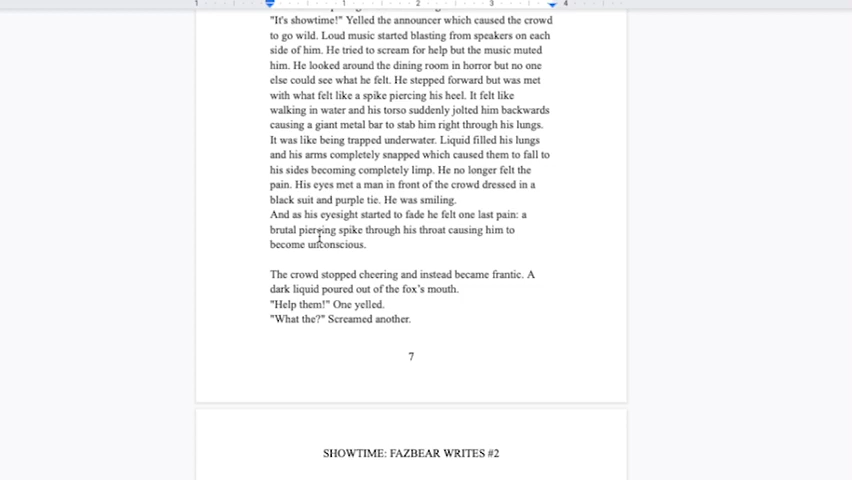 1 1 2 3 4
"It's showtime!" Yelled the announcer which caused the crowd
to go wild. Loud music started blasting from speakers on each
side of him. He tried to scream for help but the music muted
him. He looked around the dining room in horror but no one
else could see what he felt. He stepped forward but was met
with what felt like a spike piercing his heel. It felt like
walking in water and his torso suddenly jolted him backwards
causing a giant metal bar to stab him right through his lungs.
It was like being trapped underwater. Liquid filled his lungs
and his arms completely snapped which caused them to fall to
his sides becoming completely limp. He no longer felt the
pain. His eyes met a man in front of the crowd dressed in a
black suit and purple tie. He was smiling.
And as his eyesight started to fade he felt one last pain: a
brutal piercing spike through his throat causing him to
become unconscious.
The crowd stopped cheering and instead became frantic. A
dark liquid poured out of the fox's mouth.
"Help them!" One yelled.
"What the?" Screamed another.
7
SHOWTIME: FAZBEAR WRITES #2